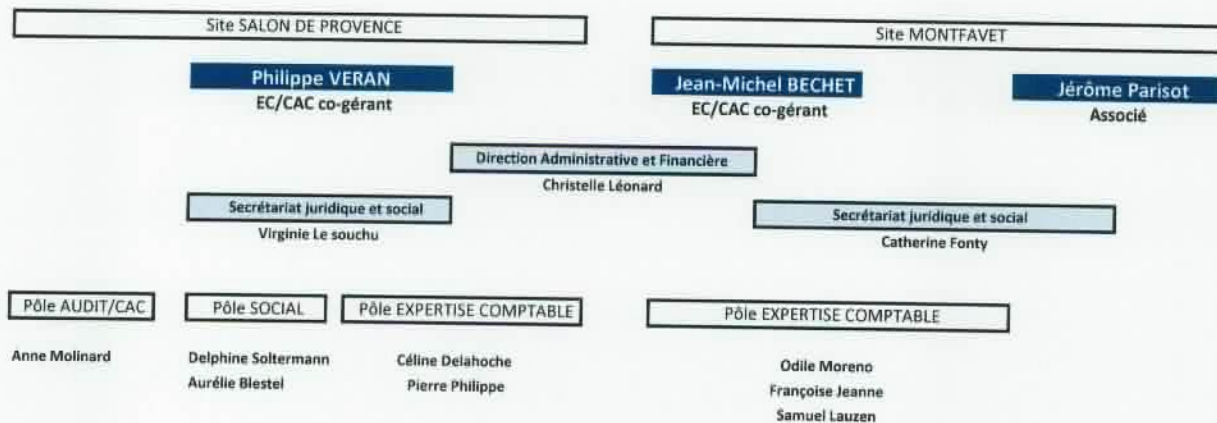 Site SALON DE PROVENCE
Site MONTFAVET
Philippe VERAN
EC/CAC co-gérant
Jean-Michel BECHET
EC/CAC co-gérant
Jérôme Parisot
Associé
Direction Administrative et Financière
Christelle Léonard
Secrétariat juridique et social
Virginie Le souchu
Secrétariat juridique et social
Catherine Fonty
Pôle AUDIT/CAC
Pôle SOCIAL
Pôle EXPERTISE COMPTABLE
Pôle EXPERTISE COMPTABLE
Anne Molinard
Delphine Soltermann
Aurélie Blestel
Céline Delahoche
Pierre Philippe
Odile Moreno
Françoise Jeanne
Samuel Lauzen